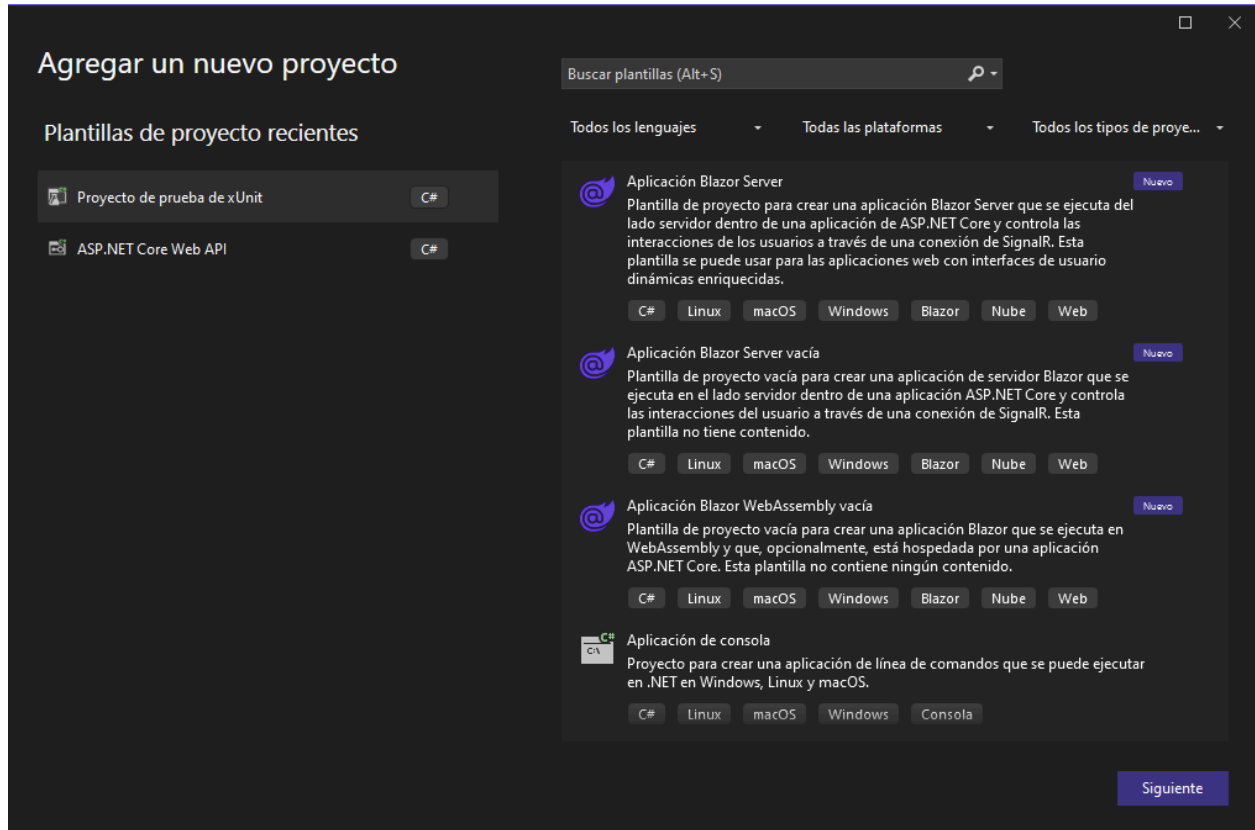 Agregar un nuevo proyecto
Plantillas de proyecto recientes
Proyecto de prueba de xUnit C#
ASP.NET Core Web API C#
Buscar plantillas (Alt+S)
Todos los lenguajes Todas las plataformas Todos los tipos de proye...
Aplicación Blazor Server Nuevo
Plantilla de proyecto para crear una aplicación Blazor Server que se ejecuta del
lado servidor dentro de una aplicación de ASP.NET Core y controla las
interacciones de los usuarios a través de una conexión de SignalR. Esta
plantilla se puede usar para las aplicaciones web con interfaces de usuario
dinámicas enriquecidas.
C# Linux macOS Windows Blazor Nube Web
Aplicación Blazor Server vacía Nuevo
Plantilla de proyecto vacía para crear una aplicación de servidor Blazor que se
ejecuta en el lado servidor dentro de una aplicación ASP.NET Core y controla
las interacciones del usuario a través de una conexión de SignalR. Esta
plantilla no tiene contenido.
C# Linux macOS Windows Blazor Nube Web
Aplicación Blazor WebAssembly vacía Nuevo
Plantilla de proyecto vacía para crear una aplicación Blazor que se ejecuta en
WebAssembly y que, opcionalmente, está hospedada por una aplicación
ASP.NET Core. Esta plantilla no contiene ningún contenido.
C# Linux macOS Windows Blazor Nube Web
C# C:\ Aplicación de consola
Proyecto para crear una aplicación de línea de comandos que se puede ejecutar
en .NET en Windows, Linux y macOS.
C# Linux macOS Windows Consola
Siguiente